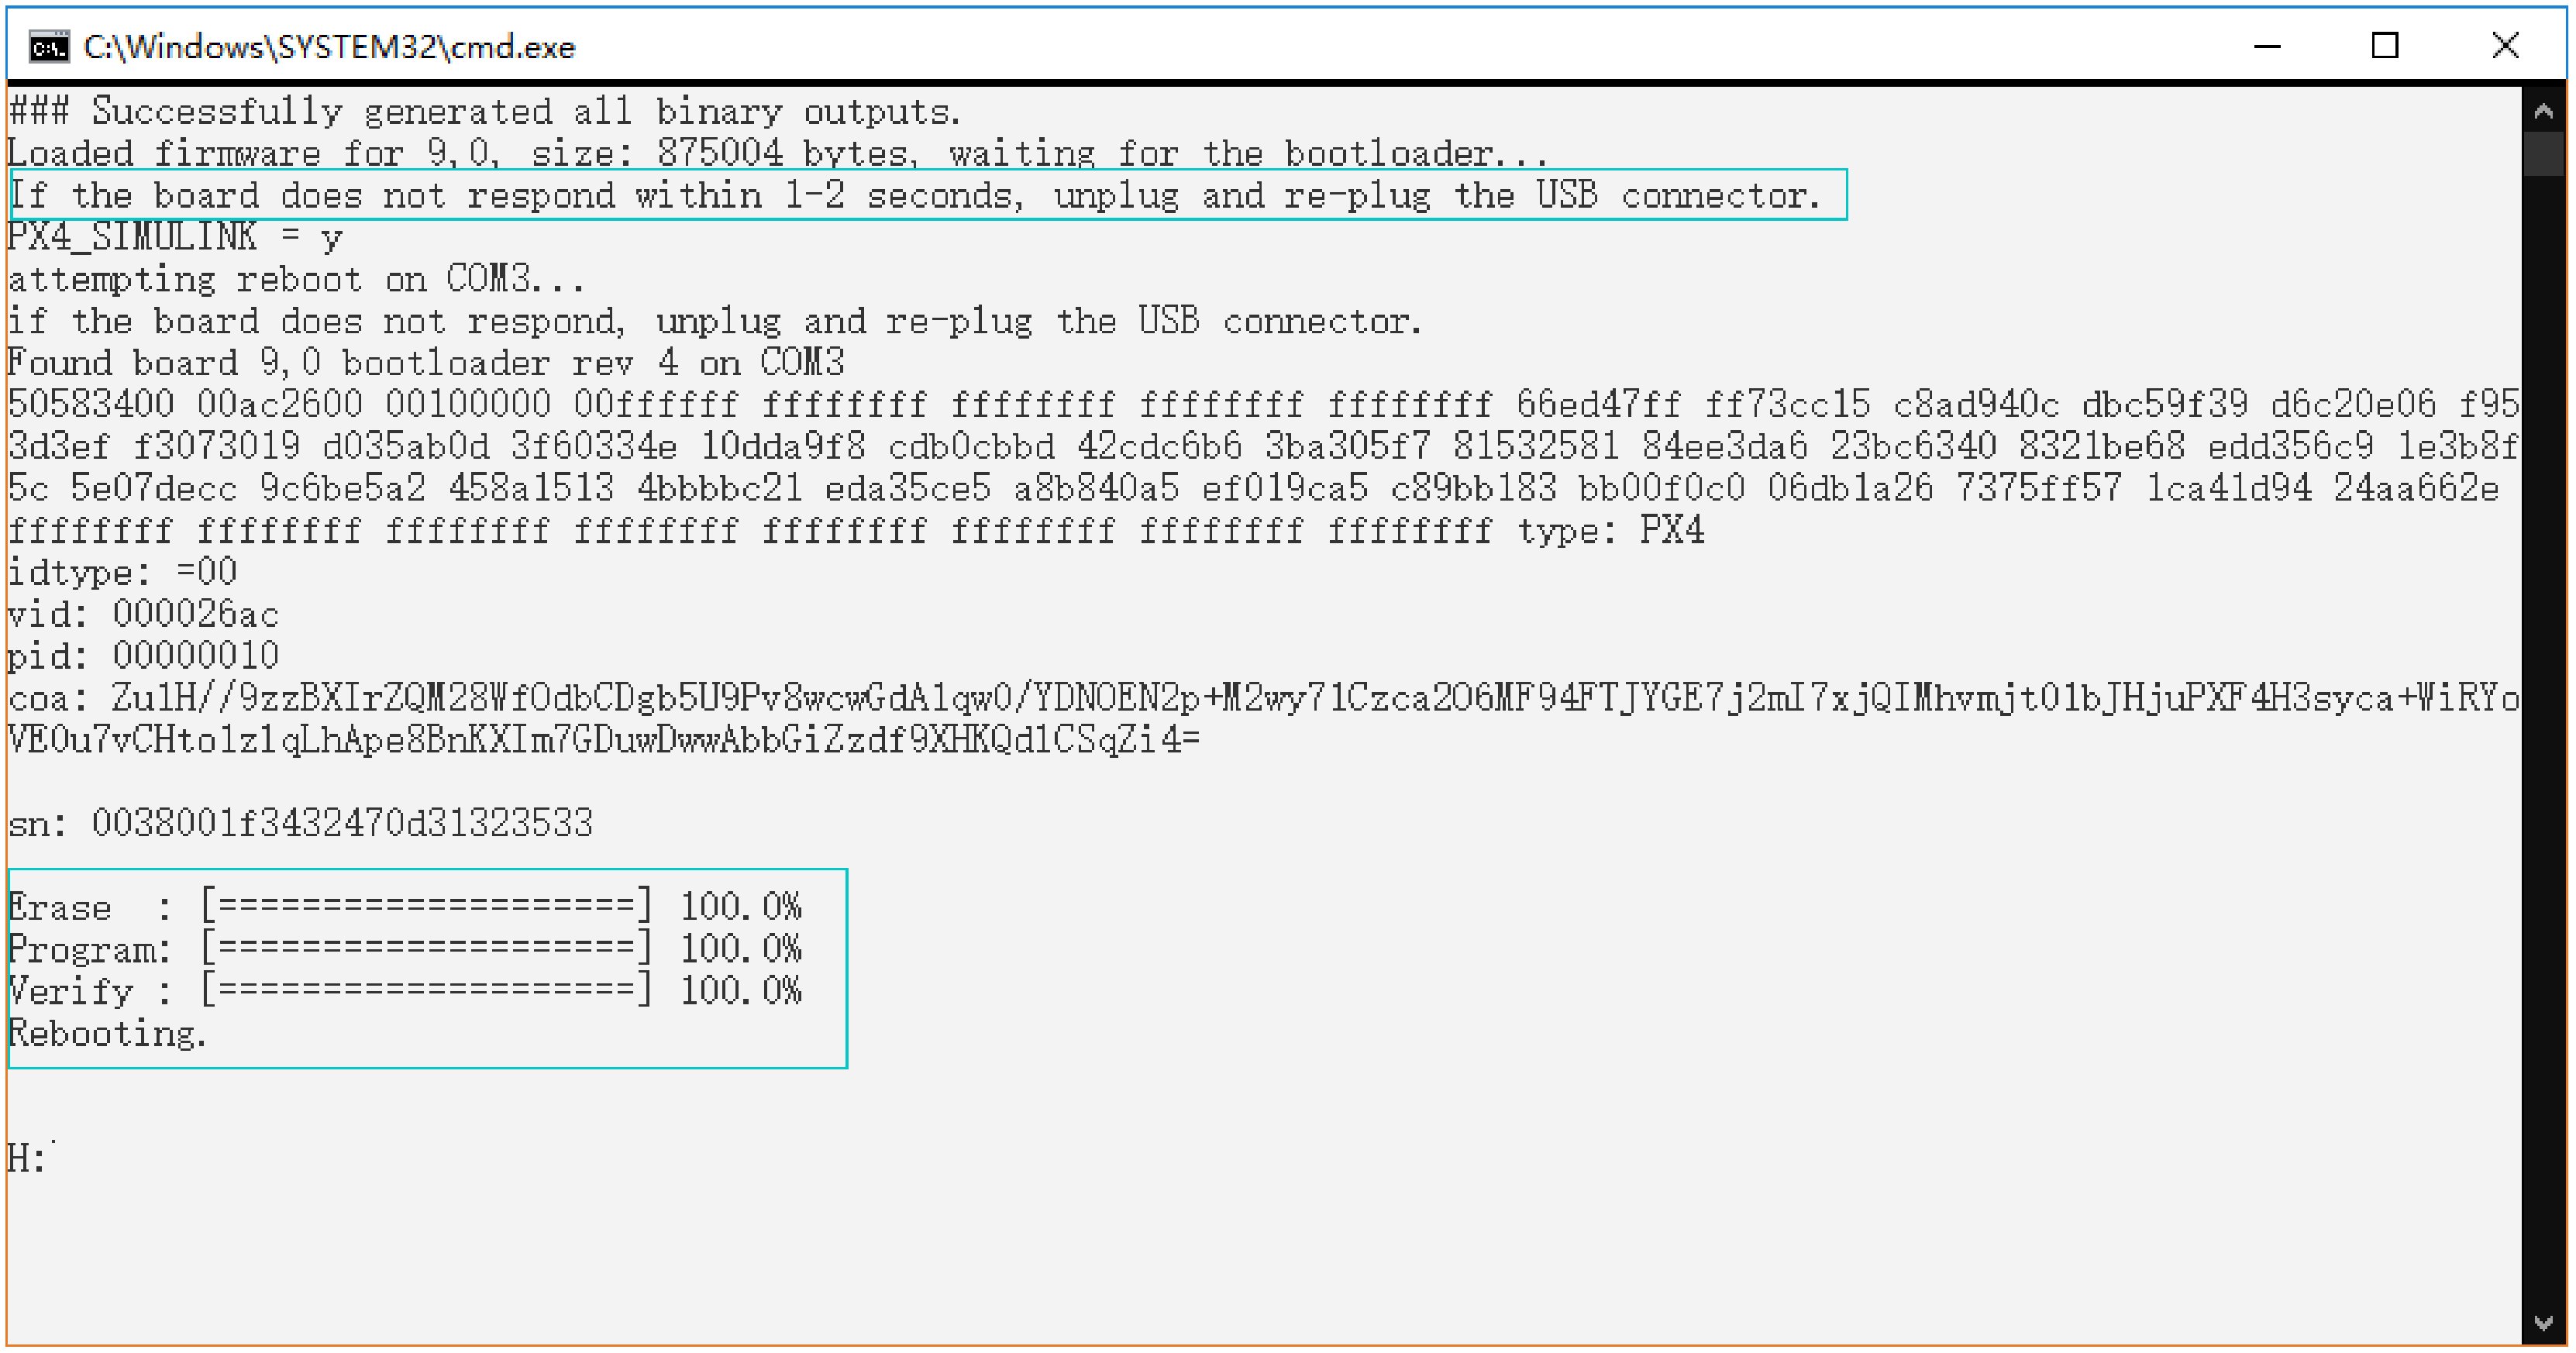 C:\Windows\SYSTEM32\cmd.exe
### Successfully generated all binary outputs.
Loaded firmware for 9,0, size: 875004 bytes, waiting for the bootloader...
If the board does not respond within 1-2 seconds, unplug and re-plug the USB connector.
PX4_SIMULINK = y
attempting reboot on COM3...
if the board does not respond, unplug and re-plug the USB connector.
Found board 9,0 bootloader rev 4 on COM3
50583400 00ac2600 00100000 00ffffff ffffffff ffffffff ffffffff ffffffff 66ed47ff ff73cc15 c8ad940c dbc59f39 d6c20e06 f95
3d3ef f3073019 d035ab0d 3f60334e 10dda9f8 cdb0cbbd 42cdc6b6 3ba305f7 81532581 84ee3da6 23bc6340 8321be68 edd356c9 1e3b8f
5c 5e07decc 9c6be5a2 458a1513 4bbbbc21 eda35ce5 a8b840a5 ef019ca5 c89bb183 bb00f0c0 06db1a26 7375ff57 1ca41d94 24aa662e
ffffffff ffffffff ffffffff ffffffff ffffffff ffffffff ffffffff ffffffff type: PX4
idtype: =00
vid: 000026ac
pid: 00000010
coa: Zu1H//9zzBXIrZQM28WfOdbCDgb5U9Pv8wcwGdA1qw0/YDNOEN2p+M2wy71Czca2O6MF94FTJYGE7j2mI7xjQIMhvmjt01bJHjuPXF4H3syca+WiRYo
VE0u7vCHto1z1qLhApe8BnKXIm7GDuwDwwAbbGiZzdf9XHKQd1CSqZi4=
sn: 0038001f3432470d31323533
Erase  : [====================] 100.0%
Program: [====================] 100.0%
Verify : [====================] 100.0%
Rebooting.
H: